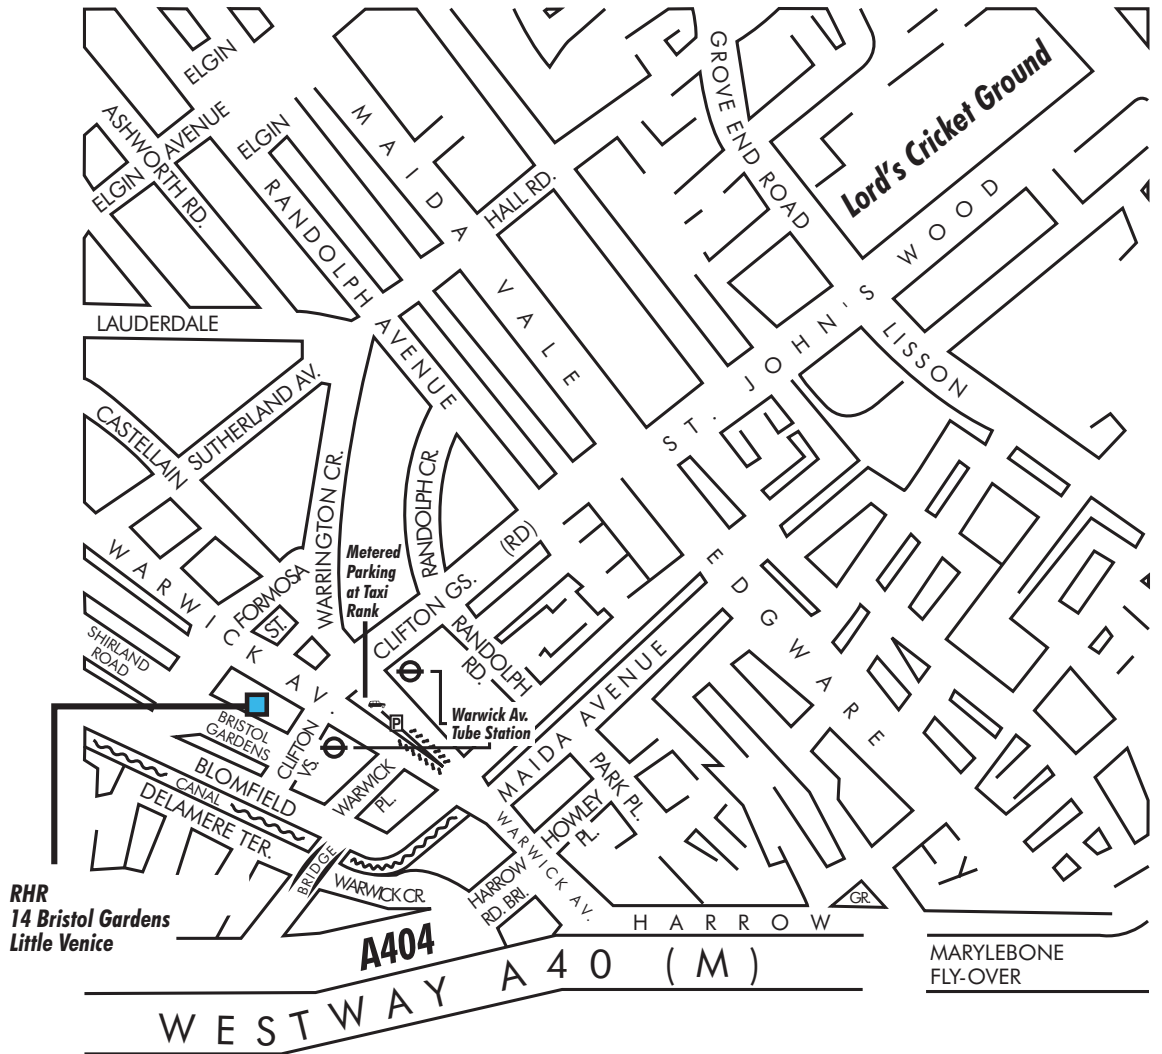 ELGIN
ASHWORTH RD.
ELGIN AVENUE
ELGIN
RANDOLPH AVENUE
MAIDA VALE
HALL RD.
GROVE END ROAD
Lord's Cricket Ground
ST. JOHN'S WOOD
LISSON
LAUDERDALE
SUTHERLAND AV.
CASTELLAIN
WARRINGTON CR.
RANDOLPH CR.
(RD)
CLIFTON GS.
Metered
Parking
at Taxi
Rank
WARWICK AV.
FORMOSA
ST.
SHIRLAND
ROAD
RANDOLPH
RD.
EDGWARE
MAIDA AVENUE
Warwick Av.
Tube Station
P
BRISTOL
GARDENS
CLIFTON
VS.
WARWICK
PL.
BLOMFIELD
CANAL
DELAMERE TER.
BRIDGE
WARWICK CR.
PARK PL.
HOWLEY
PL.
WARWICK AV.
HARROW
RD. BRI.
GR.
RHR
14 Bristol Gardens
Little Venice
HARROW
A404
WESTWAY A40 (M)
MARYLEBONE
FLY-OVER